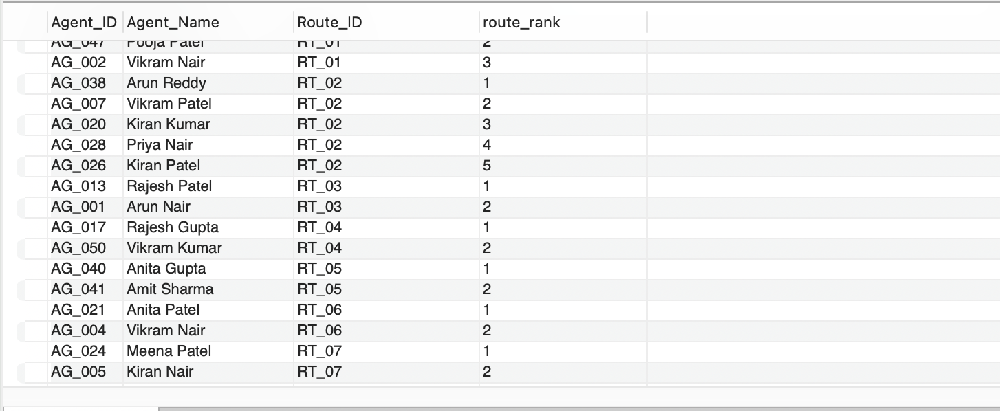 Agent_ID Agent_Name Route_ID route_rank
AG_047 Pooja Patel RT_01 2
AG_002 Vikram Nair RT_01 3
AG_038 Arun Reddy RT_02 1
AG_007 Vikram Patel RT_02 2
AG_020 Kiran Kumar RT_02 3
AG_028 Priya Nair RT_02 4
AG_026 Kiran Patel RT_02 5
AG_013 Rajesh Patel RT_03 1
AG_001 Arun Nair RT_03 2
AG_017 Rajesh Gupta RT_04 1
AG_050 Vikram Kumar RT_04 2
AG_040 Anita Gupta RT_05 1
AG_041 Amit Sharma RT_05 2
AG_021 Anita Patel RT_06 1
AG_004 Vikram Nair RT_06 2
AG_024 Meena Patel RT_07 1
AG_005 Kiran Nair RT_07 2